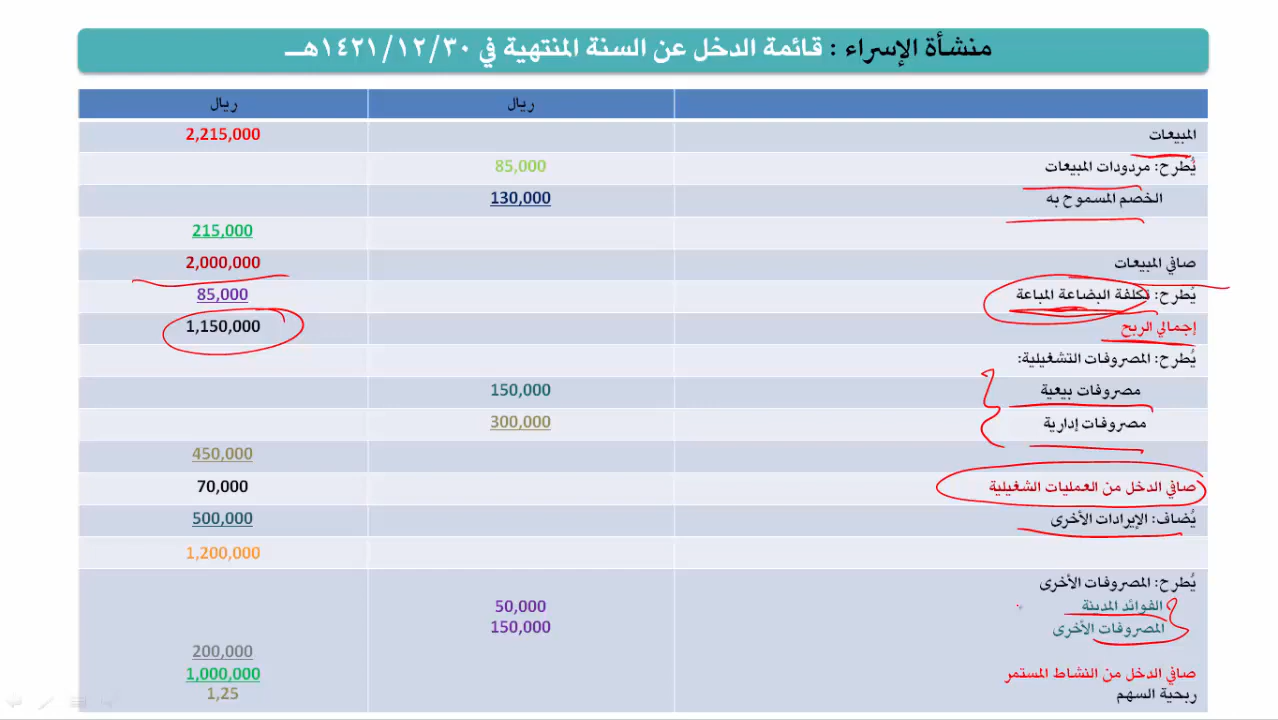 منشأة الإسراء : قائمة الدخل عن السنة المنتهية في ١٤٢١/١٢/٣٠هـ
ريال ريال
المبيعات 2,215,000
يُطرح: مردودات المبيعات 85,000
الخصم المسموح به 130,000
215,000
صافي المبيعات 2,000,000
يُطرح: تكلفة البضاعة المباعة 85,000
إجمالي الربح 1,150,000
يُطرح: المصروفات التشغيلية:
مصروفات بيعية 150,000
مصروفات إدارية 300,000
450,000
صافي الدخل من العمليات الشغيلية 70,000
يُضاف: الإيرادات الأخرى 500,000
1,200,000
يُطرح: المصروفات الأخرى
الفوائد المدينة 50,000
المصروفات الأخرى 150,000
200,000
صافي الدخل من النشاط المستمر 1,000,000
ربحية السهم 1,25